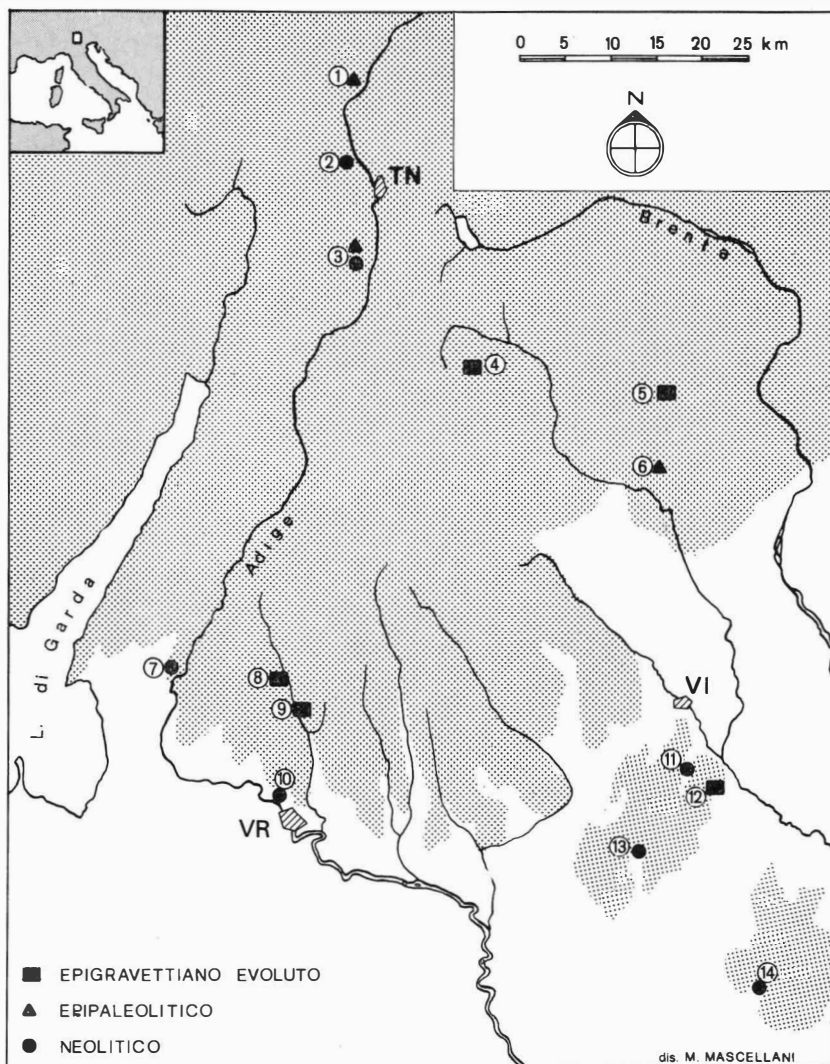 0 5 10 15 20 25 km
N
1
2
TN
3
Brenta
4
5
6
Adige
L. di Garda
7
8
9
VI
10
11
12
VR
13
14
EPIGRAVETTIANO EVOLUTO
EPIPALEOLITICO
NEOLITICO
dis. M. MASCELLANI